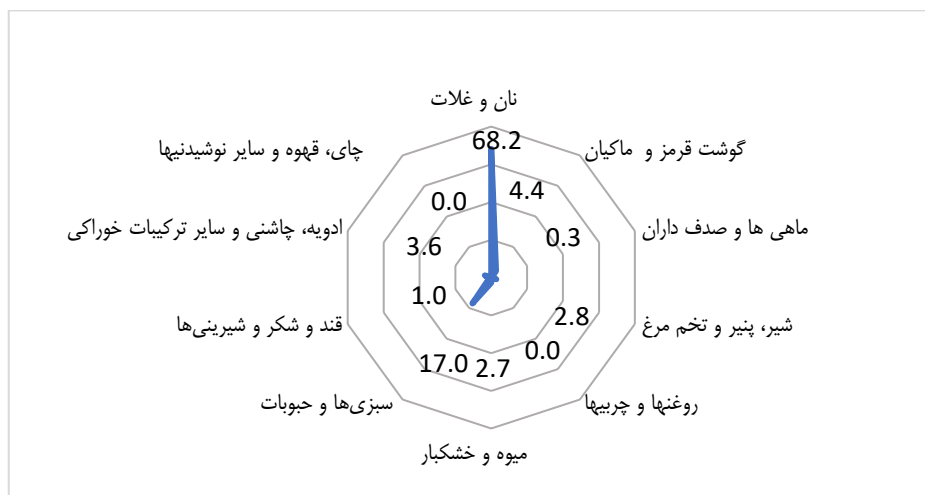 نان و غلات
68.2
گوشت قرمز و ماکیان
4.4
ماهی ها و صدف داران
0.3
شیر، پنیر و تخم مرغ
2.8
روغنها و چربیها
0.0
میوه و خشکبار
2.7
سبزی‌ها و حبوبات
17.0
قند و شکر و شیرینی‌ها
1.0
ادویه، چاشنی و سایر ترکیبات خوراکی
3.6
چای، قهوه و سایر نوشیدنیها
0.0